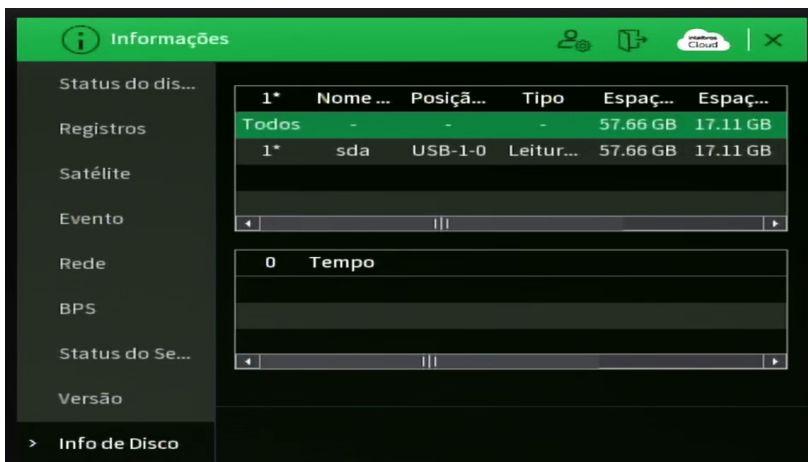 Informações
intelbras
Cloud
Status do dis...
Registros
Satélite
Evento
Rede
BPS
Status do Se...
Versão
> Info de Disco
1* Nome ... Posiçã... Tipo Espaç... Espaç...
Todos - - - 57.66 GB 17.11 GB
1* sda USB-1-0 Leitur... 57.66 GB 17.11 GB
0 Tempo